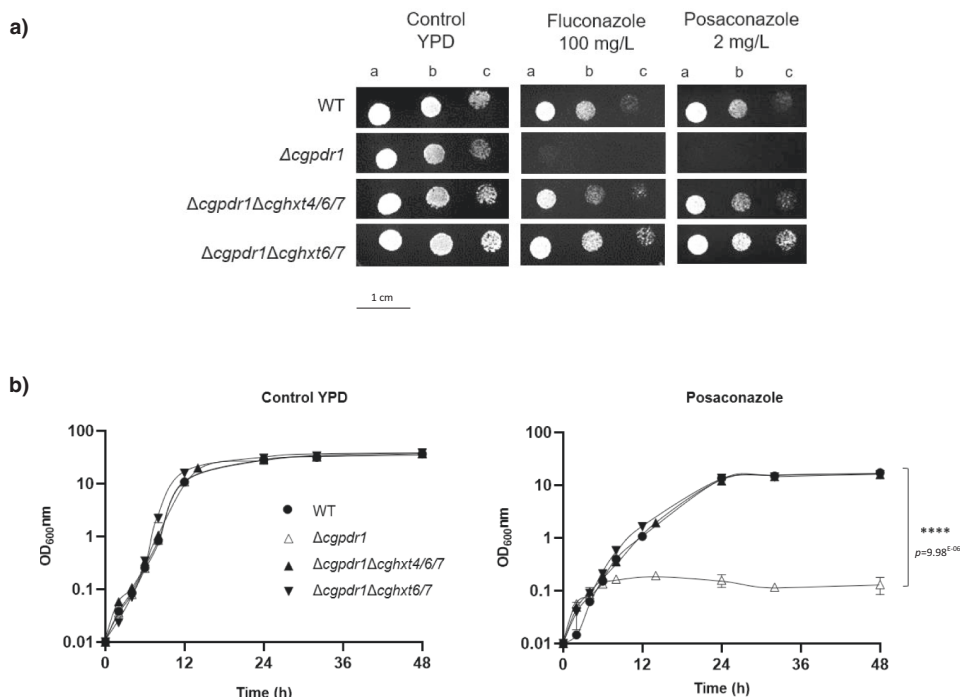 a)
Control
YPD
Fluconazole
100 mg/L
Posaconazole
2 mg/L
a b c a b c a b c
WT
Δcgpdr1
Δcgpdr1Δcghxt4/6/7
Δcgpdr1Δcghxt6/7
1 cm
b)
Control YPD
100
10
1
0.1
0.01
OD600nm
0 12 24 36 48
Time (h)
WT
Δcgpdr1
Δcgpdr1Δcghxt4/6/7
Δcgpdr1Δcghxt6/7
Posaconazole
100
10
1
0.1
0.01
OD600nm
0 12 24 36 48
Time (h)
****
p=9.98E-06